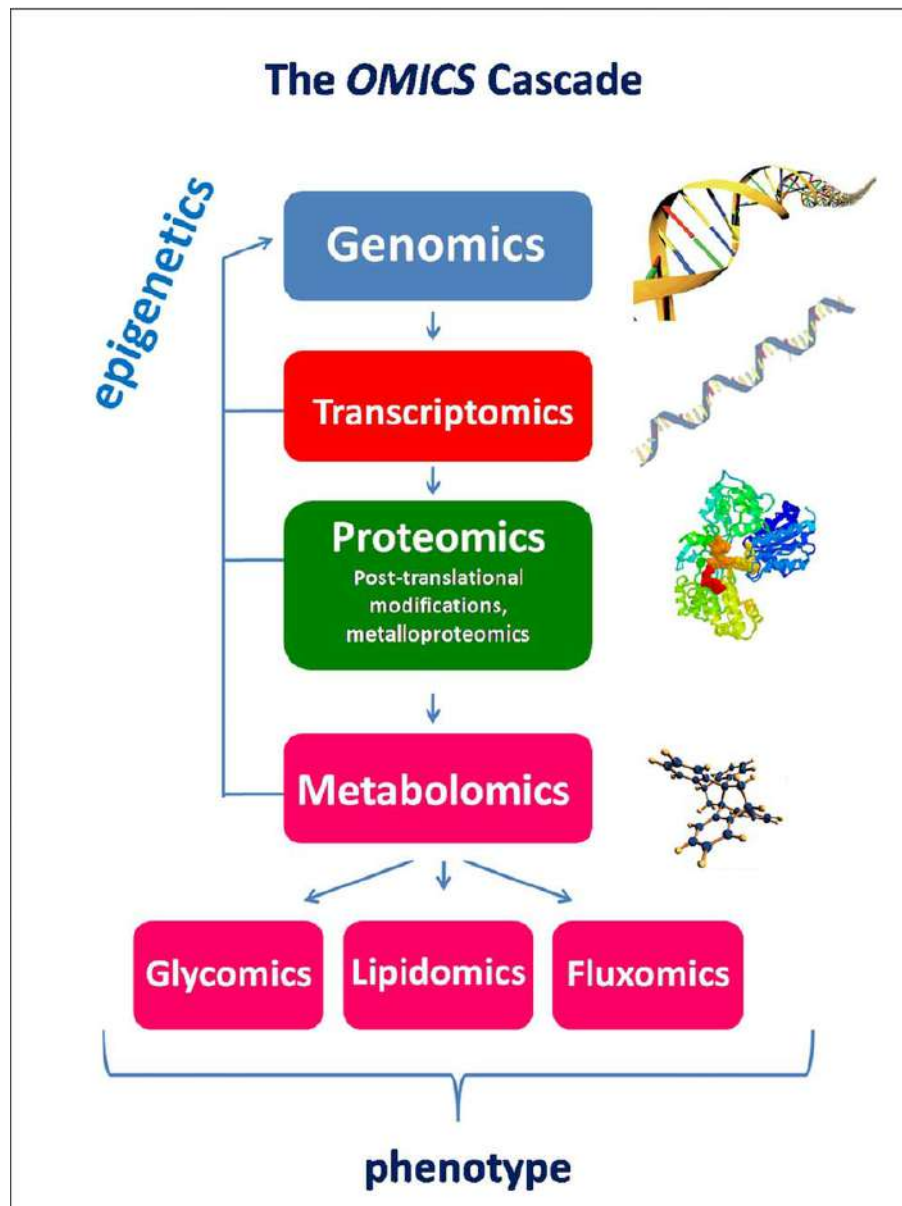 The OMICS Cascade
epigenetics
Genomics
Transcriptomics
Proteomics
Post-translational
modifications,
metalloproteomics
Metabolomics
Glycomics
Lipidomics
Fluxomics
phenotype